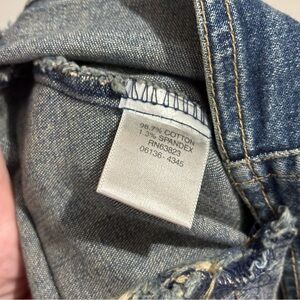 98.7% COTTON
1.3% SPANDEX
RN63823
06136-4345